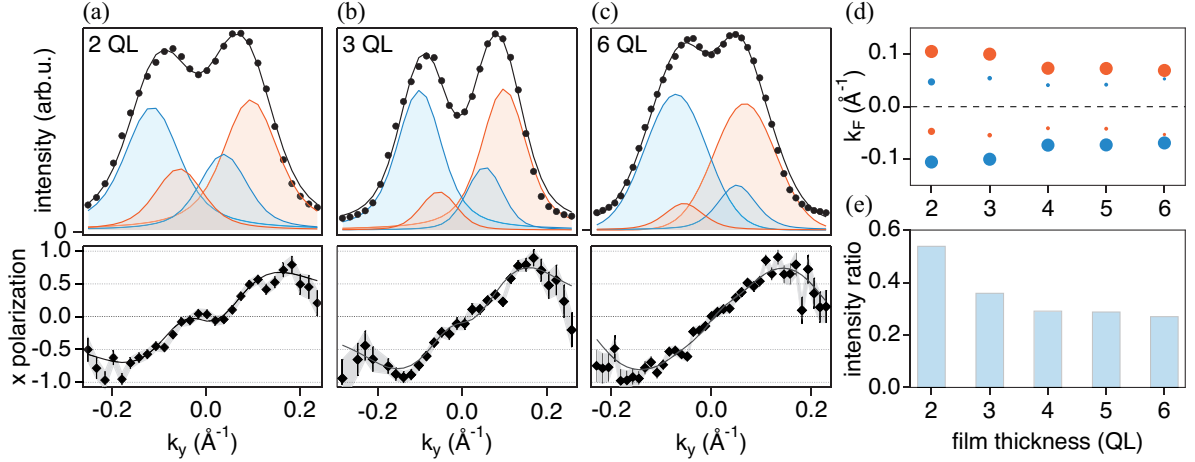 (a) (b) (c) (d)
2 QL 3 QL 6 QL
intensity (arb.u.)
0
1.0
0.5
0.0
-0.5
-1.0
x polarization
-0.2 0.0 0.2 -0.2 0.0 0.2 -0.2 0.0 0.2
k_y (Å⁻¹) k_y (Å⁻¹) k_y (Å⁻¹)
0.1
0.0
-0.1
k_F (Å⁻¹)
2 3 4 5 6
(e)
0.6
0.4
0.2
0.0
intensity ratio
2 3 4 5 6
film thickness (QL)